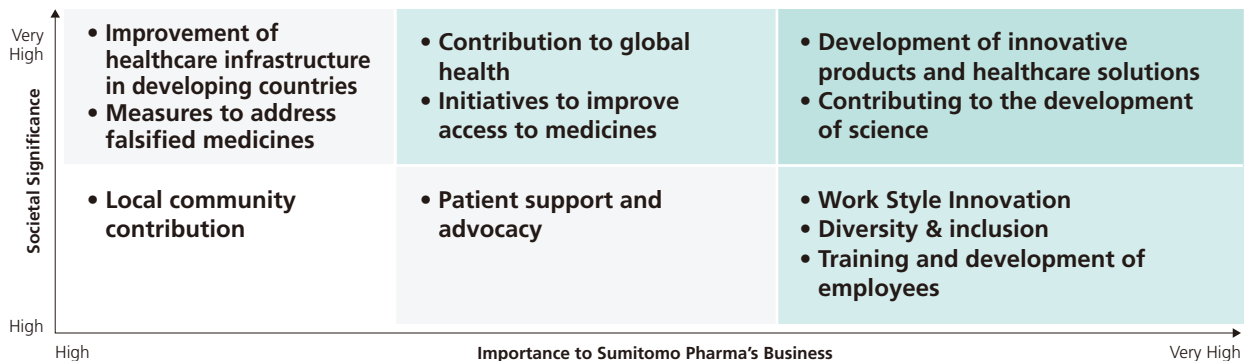 Very
High
Societal Significance
High
• Improvement of
healthcare infrastructure
in developing countries
• Measures to address
falsified medicines
• Contribution to global
health
• Initiatives to improve
access to medicines
• Development of innovative
products and healthcare solutions
• Contributing to the development
of science
• Local community
contribution
• Patient support and
advocacy
• Work Style Innovation
• Diversity & inclusion
• Training and development of
employees
High
Importance to Sumitomo Pharma's Business
Very High